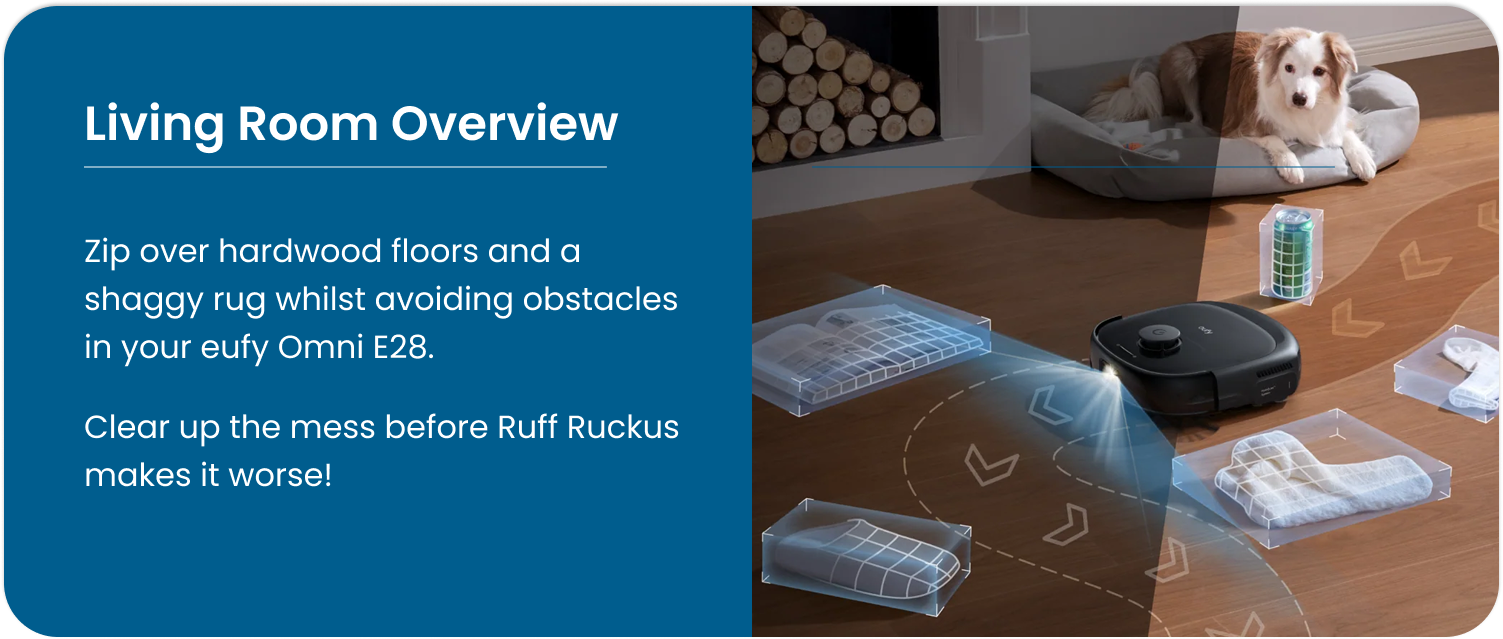 Living Room Overview
Zip over hardwood floors and a
shaggy rug whilst avoiding obstacles
in your eufy Omni E28.
Clear up the mess before Ruff Ruckus
makes it worse!
eufy